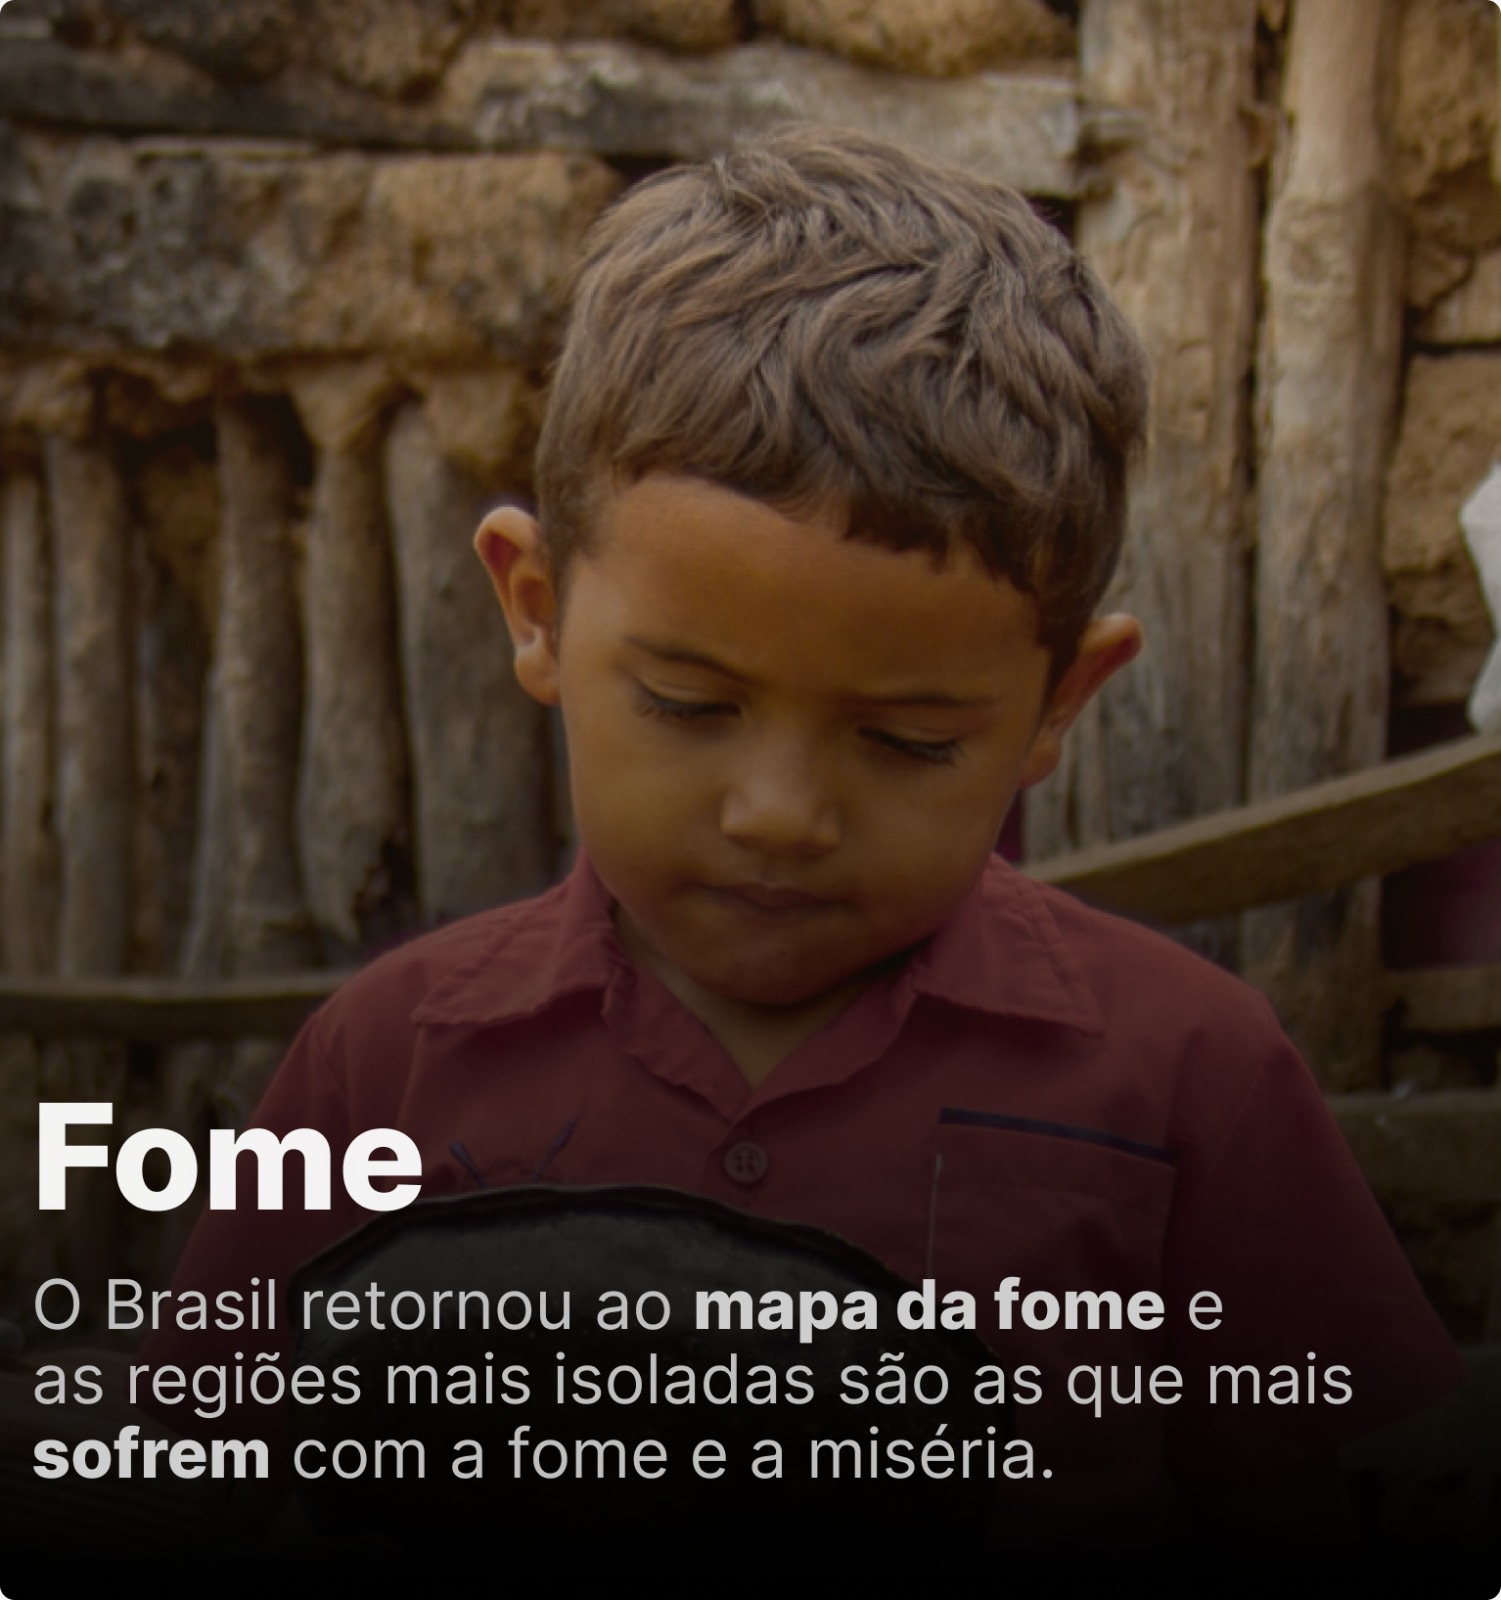 Fome
O Brasil retornou ao mapa da fome e
as regiões mais isoladas são as que mais
sofrem com a fome e a miséria.